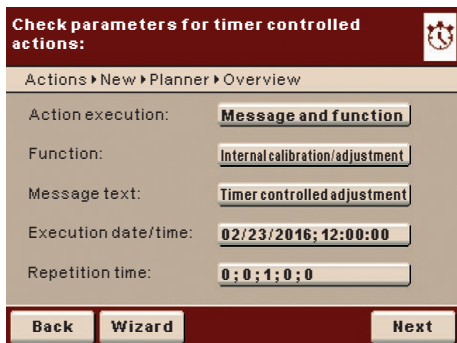 Check parameters for timer controlled
actions:
Actions▸New▸Planner▸Overview
Action execution: Message and function
Function: Internal calibration/adjustment
Message text: Timer controlled adjustment
Execution date/time: 02/23/2016; 12:00:00
Repetition time: 0; 0; 1; 0; 0
Back Wizard Next